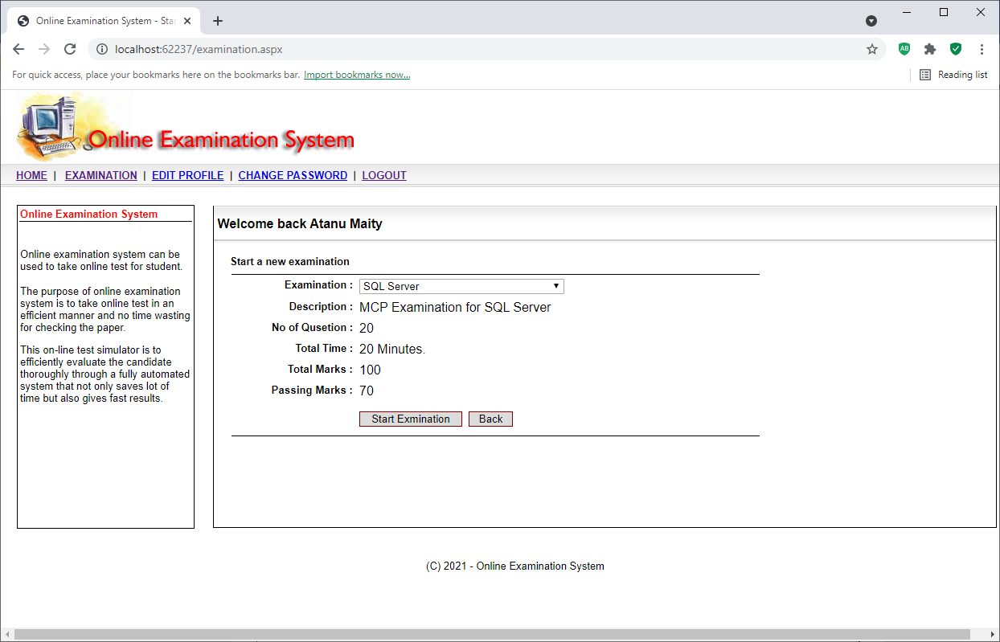 Online Examination System - Star
localhost:62237/examination.aspx
AB
For quick access, place your bookmarks here on the bookmarks bar. Import bookmarks now...
Reading list
Online Examination System
HOME | EXAMINATION | EDIT PROFILE | CHANGE PASSWORD | LOGOUT
Online Examination System
Online examination system can be
used to take online test for student.
The purpose of online examination
system is to take online test in an
efficient manner and no time wasting
for checking the paper.
This on-line test simulator is to
efficiently evaluate the candidate
thoroughly through a fully automated
system that not only saves lot of
time but also gives fast results.
Welcome back Atanu Maity
Start a new examination
Examination : SQL Server
Description : MCP Examination for SQL Server
No of Qusetion : 20
Total Time : 20 Minutes.
Total Marks : 100
Passing Marks : 70
Start Exmination Back
(C) 2021 - Online Examination System